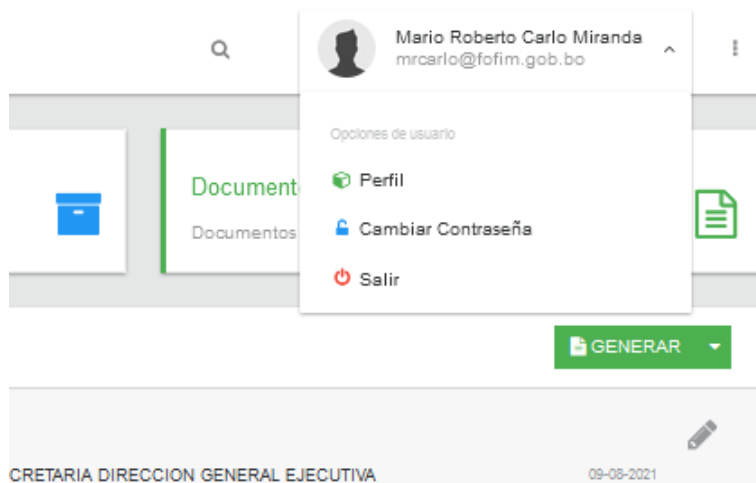 Mario Roberto Carlo Miranda
mrcarlo@fofim.gob.bo
Opciones de usuario
Perfil
Cambiar Contraseña
Salir
Document
Documentos
GENERAR
CRETARIA DIRECCION GENERAL EJECUTIVA
09-08-2021